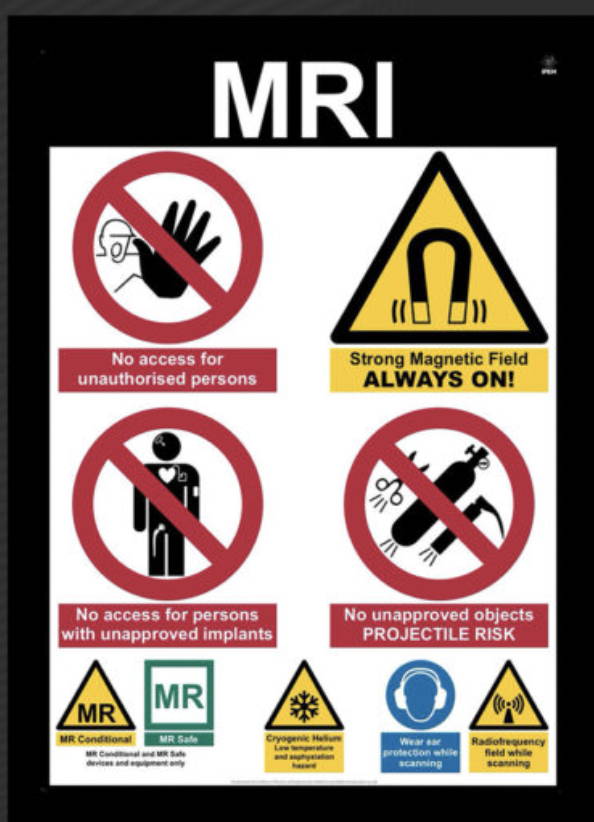 MRI
IPEM
No access for
unauthorised persons
Strong Magnetic Field
ALWAYS ON!
No access for persons
with unapproved implants
No unapproved objects
PROJECTILE RISK
MR
MR Conditional
MR
MR Safe
MR Conditional and MR Safe
devices and equipment only
Cryogenic Helium
Low temperature
and asphyxiation
hazard
Wear ear
protection while
scanning
Radiofrequency
field while
scanning